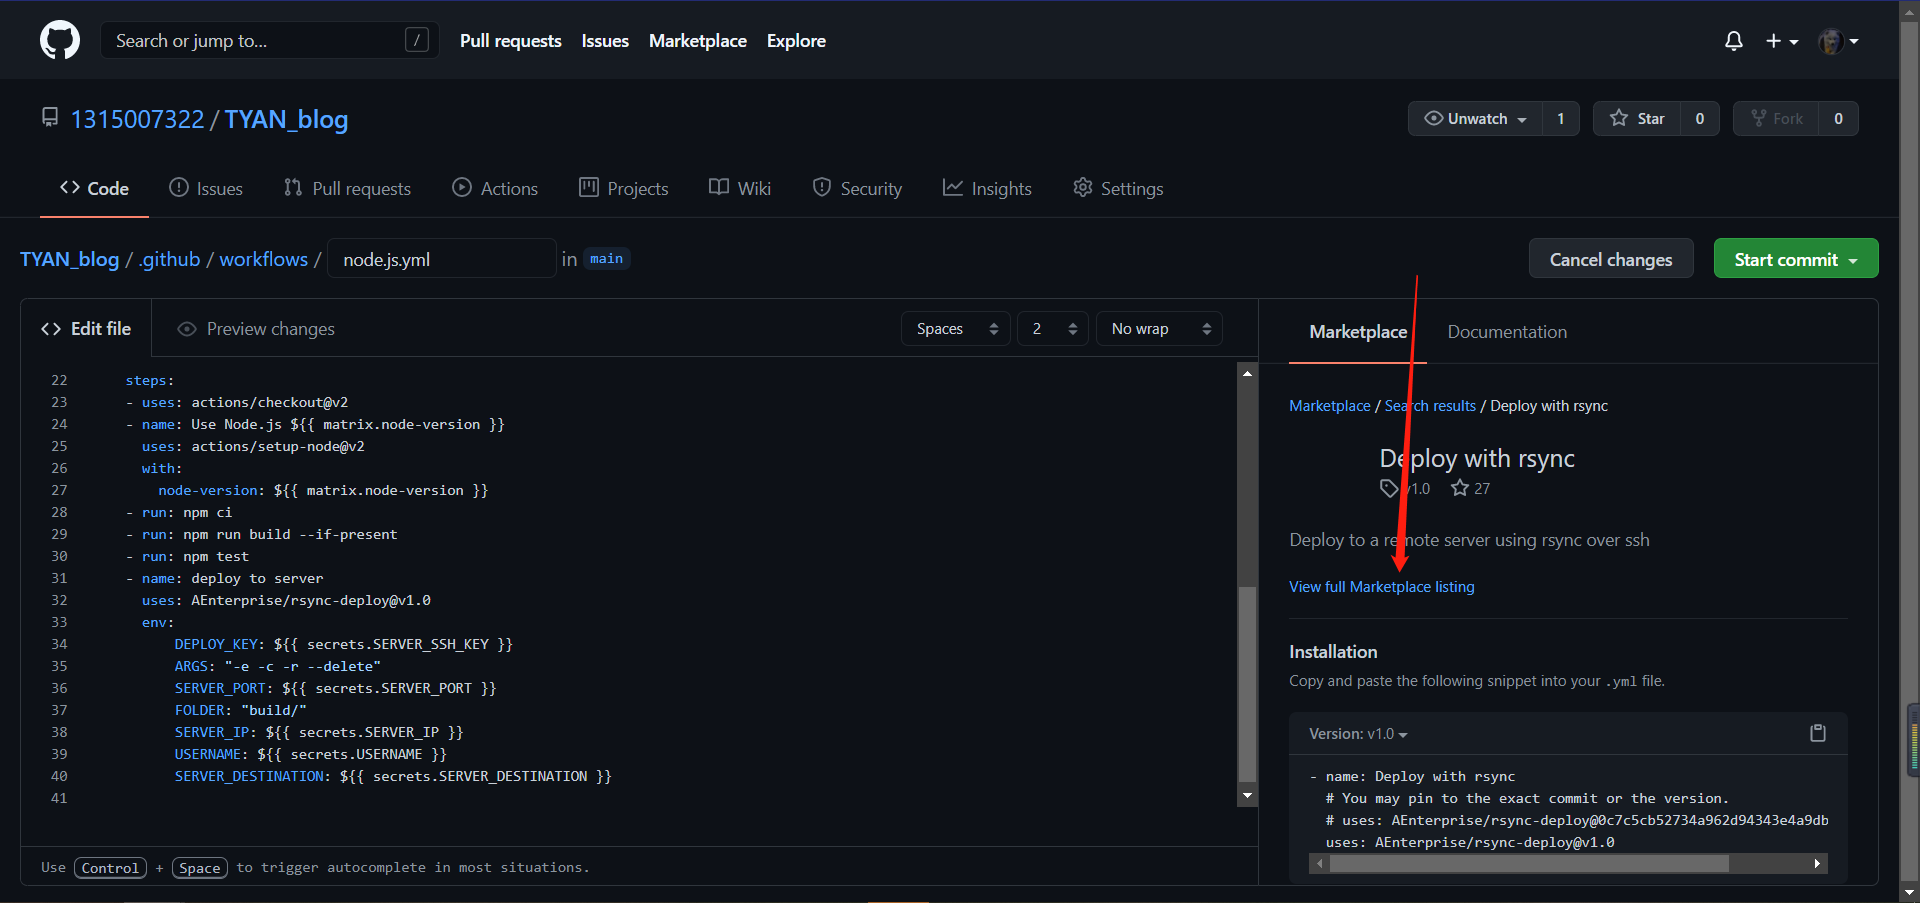 Search or jump to... /
Pull requests Issues Marketplace Explore
1315007322 / TYAN_blog
Unwatch 1 Star 0 Fork 0
Code Issues Pull requests Actions Projects Wiki Security Insights Settings
TYAN_blog / .github / workflows / node.js.yml in main
Cancel changes Start commit
Edit file Preview changes Spaces 2 No wrap
22 steps:
23 - uses: actions/checkout@v2
24 - name: Use Node.js ${{ matrix.node-version }}
25 uses: actions/setup-node@v2
26 with:
27 node-version: ${{ matrix.node-version }}
28 - run: npm ci
29 - run: npm run build --if-present
30 - run: npm test
31 - name: deploy to server
32 uses: AEnterprise/rsync-deploy@v1.0
33 env:
34 DEPLOY_KEY: ${{ secrets.SERVER_SSH_KEY }}
35 ARGS: "-e -c -r --delete"
36 SERVER_PORT: ${{ secrets.SERVER_PORT }}
37 FOLDER: "build/"
38 SERVER_IP: ${{ secrets.SERVER_IP }}
39 USERNAME: ${{ secrets.USERNAME }}
40 SERVER_DESTINATION: ${{ secrets.SERVER_DESTINATION }}
41
Use Control + Space to trigger autocomplete in most situations.
Marketplace Documentation
Marketplace / Search results / Deploy with rsync
Deploy with rsync
v1.0 27
Deploy to a remote server using rsync over ssh
View full Marketplace listing
Installation
Copy and paste the following snippet into your .yml file.
Version: v1.0
- name: Deploy with rsync
# You may pin to the exact commit or the version.
# uses: AEnterprise/rsync-deploy@0c7c5cb52734a962d94343e4a9db
uses: AEnterprise/rsync-deploy@v1.0